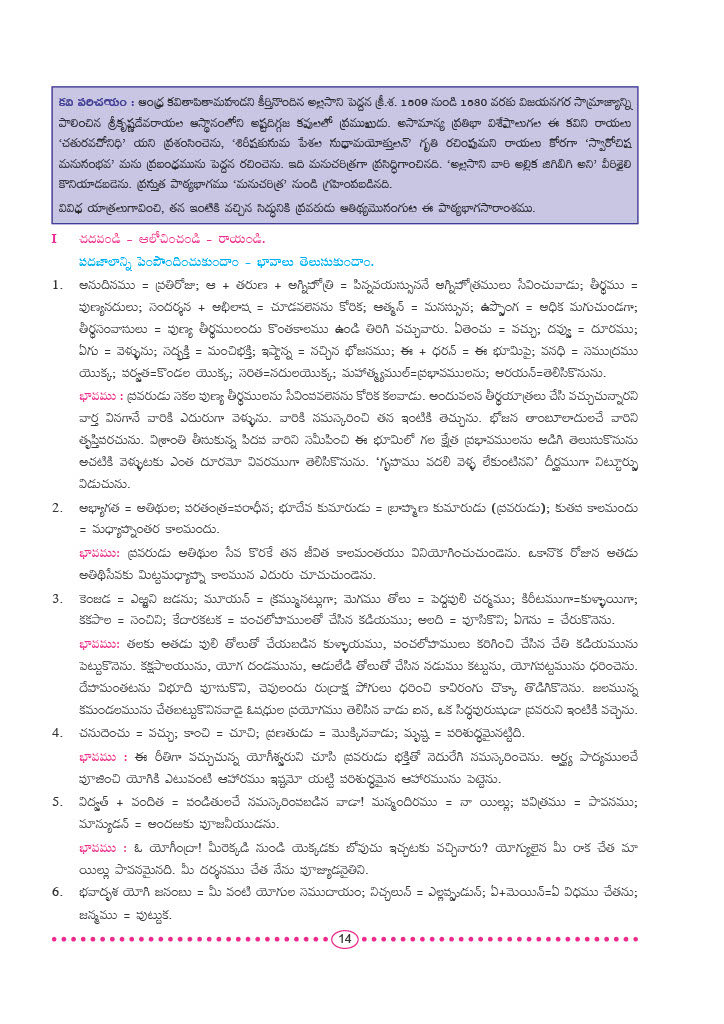 కవి పరిచయం : ఆంధ్ర కవితాపితామహుడని కీర్తినొందిన అల్లసాని పెద్దన క్రీ.శ. 1509 నుండి 1580 వరకు విజయనగర సామ్రాజ్యాన్ని
పాలించిన శ్రీకృష్ణదేవరాయల ఆస్థానంలోని అష్టదిగ్గజ కవులలో ప్రముఖుడు. అసామాన్య ప్రతిభా విశేషాలుగల ఈ కవిని రాయలు
‘చతురవచోనిధి’ యని ప్రశంసించెను, ‘శిరీషకుసుమ పేశల సుధామయోక్తులన్’ గృతి రచింపుమని రాయలు కోరగా ‘స్వారోచిష
మనుసంభవ’ మను ప్రబంధమును పెద్దన రచించెను. ఇది మనుచరిత్రగా ప్రసిద్ధిగాంచినది. ‘అల్లసాని వారి అల్లిక జిగిబిగి అని’ వీరిశైలి
కొనియాడబడెను. ప్రస్తుత పాఠ్యభాగము ‘మనుచరిత్ర’ నుండి గ్రహింపబడినది.
వివిధ యాత్రలుగావించి, తన ఇంటికి వచ్చిన సిద్ధునికి ప్రవరుడు ఆతిథ్యమొసంగుట ఈ పాఠ్యభాగసారాంశము.
I చదవండి - ఆలోచించండి - రాయండి.
పదజాలాన్ని పెంపొందించుకుందాం - భావాలు తెలుసుకుందాం.
1. అనుదినము = ప్రతిరోజు; ఆ + తరుణ + అగ్నిహోత్రి = పిన్నవయస్సుననే అగ్నిహోత్రములు సేవించువాడు; తీర్థము =
పుణ్యనదులు; సందర్శన + అభిలాష = చూడవలెనను కోరిక; ఆత్మన్ = మనస్సున; ఉప్పొంగ = అధిక మగుచుండగా;
తీర్థసంవాసులు = పుణ్య తీర్థములందు కొంతకాలము ఉండి తిరిగి వచ్చువారు. ఏతెంచు = వచ్చు; దవ్వు = దూరము;
ఏగు = వెళ్ళును; సద్భక్తి = మంచిభక్తి; ఇష్టాన్న = నచ్చిన భోజనము; ఈ + ధరన్ = ఈ భూమిపై; వనధి = సముద్రము
యొక్క; పర్వత=కొండల యొక్క; సరిత=నదులయొక్క; మహాత్మ్యముల్=ప్రభావములను; అరయన్=తెలిసికొనును.
భావము : ప్రవరుడు సకల పుణ్య తీర్థములను సేవింపవలెనను కోరిక కలవాడు. అందువలన తీర్థయాత్రలు చేసి వచ్చుచున్నారని
వార్త వినగానే వారికి ఎదురుగా వెళ్ళును. వారికి నమస్కరించి తన ఇంటికి తెచ్చును. భోజన తాంబూలాదులచే వారిని
తృప్తిపరచును. విశ్రాంతి తీసుకున్న పిదప వారిని సమీపించి ఈ భూమిలో గల క్షేత్ర ప్రభావములను అడిగి తెలుసుకొనును
అచటికి వెళ్ళుటకు ఎంత దూరమో వివరముగా తెలిసికొనును. ‘గృహము వదలి వెళ్ళ లేకుంటినని’ దీర్ఘముగా నిట్టూర్పు
విడుచును.
2. అభ్యాగత = అతిథుల; పరతంత్ర=పరాధీన; భూదేవ కుమారుడు = బ్రాహ్మణ కుమారుడు (ప్రవరుడు); కుతప కాలమందు
= మధ్యాహ్నంతర కాలమందు.
భావము: ప్రవరుడు అతిథుల సేవ కొరకే తన జీవిత కాలమంతయు వినియోగించుచుండెను. ఒకానొక రోజున అతడు
అతిథిసేవకు మిట్టమధ్యాహ్న కాలమున ఎదురు చూచుచుండెను.
3. కెంజడ = ఎఱ్ఱని జడను; మూయన్ = క్రమ్మునట్లుగా; మెగము తోలు = పెద్దపులి చర్మము; కిరీటముగా=కుళ్ళాయిగా;
కకపాల = సంచిని; కేదారకటక = పంచలోహములతో చేసిన కడియము; అలది = పూసికొని; ఏగెను = చేరుకొనెను.
భావము: తలకు అతడు పులి తోలుతో చేయబడిన కుళ్ళాయము, పంచలోహములు కరిగించి చేసిన చేతి కడియమును
పెట్టుకొనెను. కక్షపాలయును, యోగ దండమును, ఆడులేడి తోలుతో చేసిన నడుము కట్టును, యోగపట్టమును ధరించెను.
దేహమంతటను విభూది పూసుకొని, చెవులందు రుద్రాక్ష పోగులు ధరించి కావిరంగు చొక్కా తొడిగికొనెను. జలమున్న
కమండలమును చేతబట్టుకొనినవాడై ఓషధుల ప్రయోగము తెలిసిన వాడు ఐన, ఒక సిద్ధపురుషుడా ప్రవరుని ఇంటికి వచ్చెను.
4. చనుదెంచు = వచ్చు; కాంచి = చూచి; ప్రణతుడు = మొక్కినవాడు; మృష్ట = పరిశుద్ధమైనట్టిది.
భావము : ఈ రీతిగా వచ్చుచున్న యోగీశ్వరుని చూసి ప్రవరుడు భక్తితో నెదురేగి నమస్కరించెను. అర్ఘ్య పాద్యములచే
పూజించి యోగికి ఎటువంటి ఆహారము ఇష్టమో యట్టి పరిశుద్ధమైన ఆహారమును పెట్టెను.
5. విద్వత్ + వందిత = పండితులచే నమస్కరింపబడిన వాడా! మన్మందిరము = నా యిల్లు; పవిత్రము = పావనము;
మాన్యుడన్ = అందఱకు పూజనీయుడను.
భావము : ఓ యోగీంద్రా! మీరెక్కడి నుండి యెక్కడకు బోవుచు ఇచ్చటకు వచ్చినారు? యోగ్యులైన మీ రాక చేత మా
యిల్లు పావనమైనది. మీ దర్శనము చేత నేను పూజ్యుడనైతిని.
6. భవాదృశ యోగి జనంబు = మీ వంటి యోగుల సముదాయం; నిచ్చలున్ = ఎల్లప్పుడున్; ఏ+మెయిన్=ఏ విధము చేతను;
జన్మము = పుట్టుక.
14